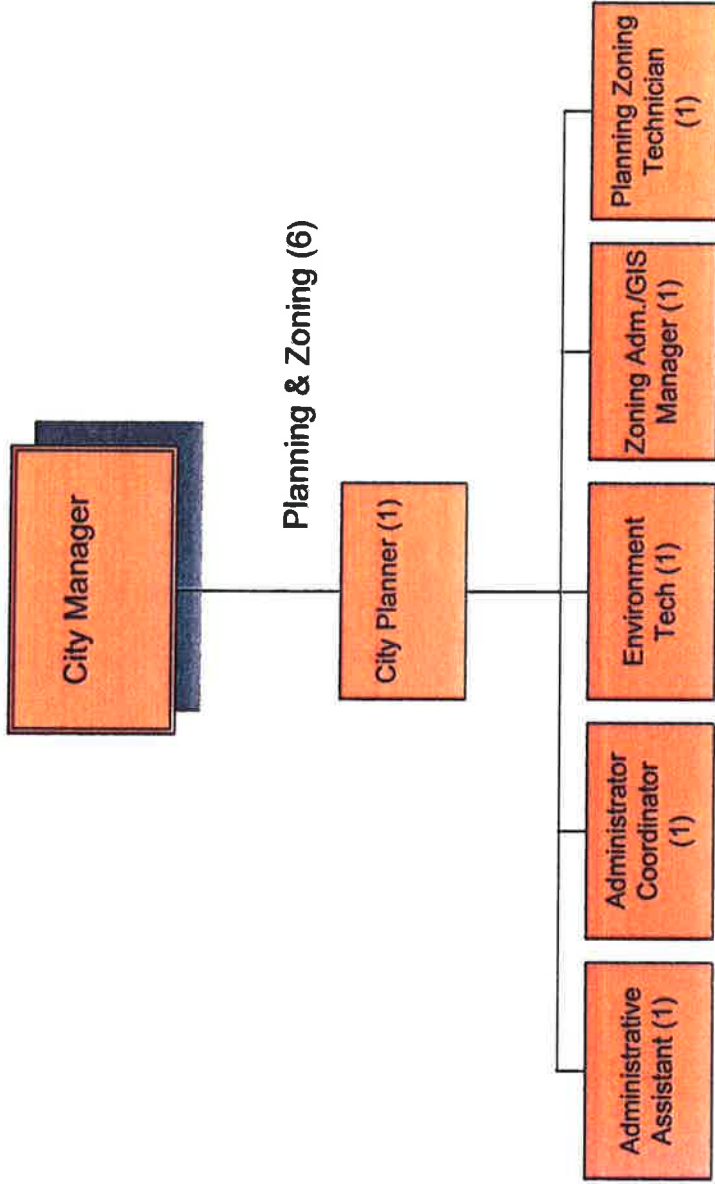 City Manager
Planning & Zoning (6)
City Planner (1)
Administrative
Assistant (1)
Administrator
Coordinator
(1)
Environment
Tech (1)
Zoning Adm./GIS
Manager (1)
Planning Zoning
Technician
(1)